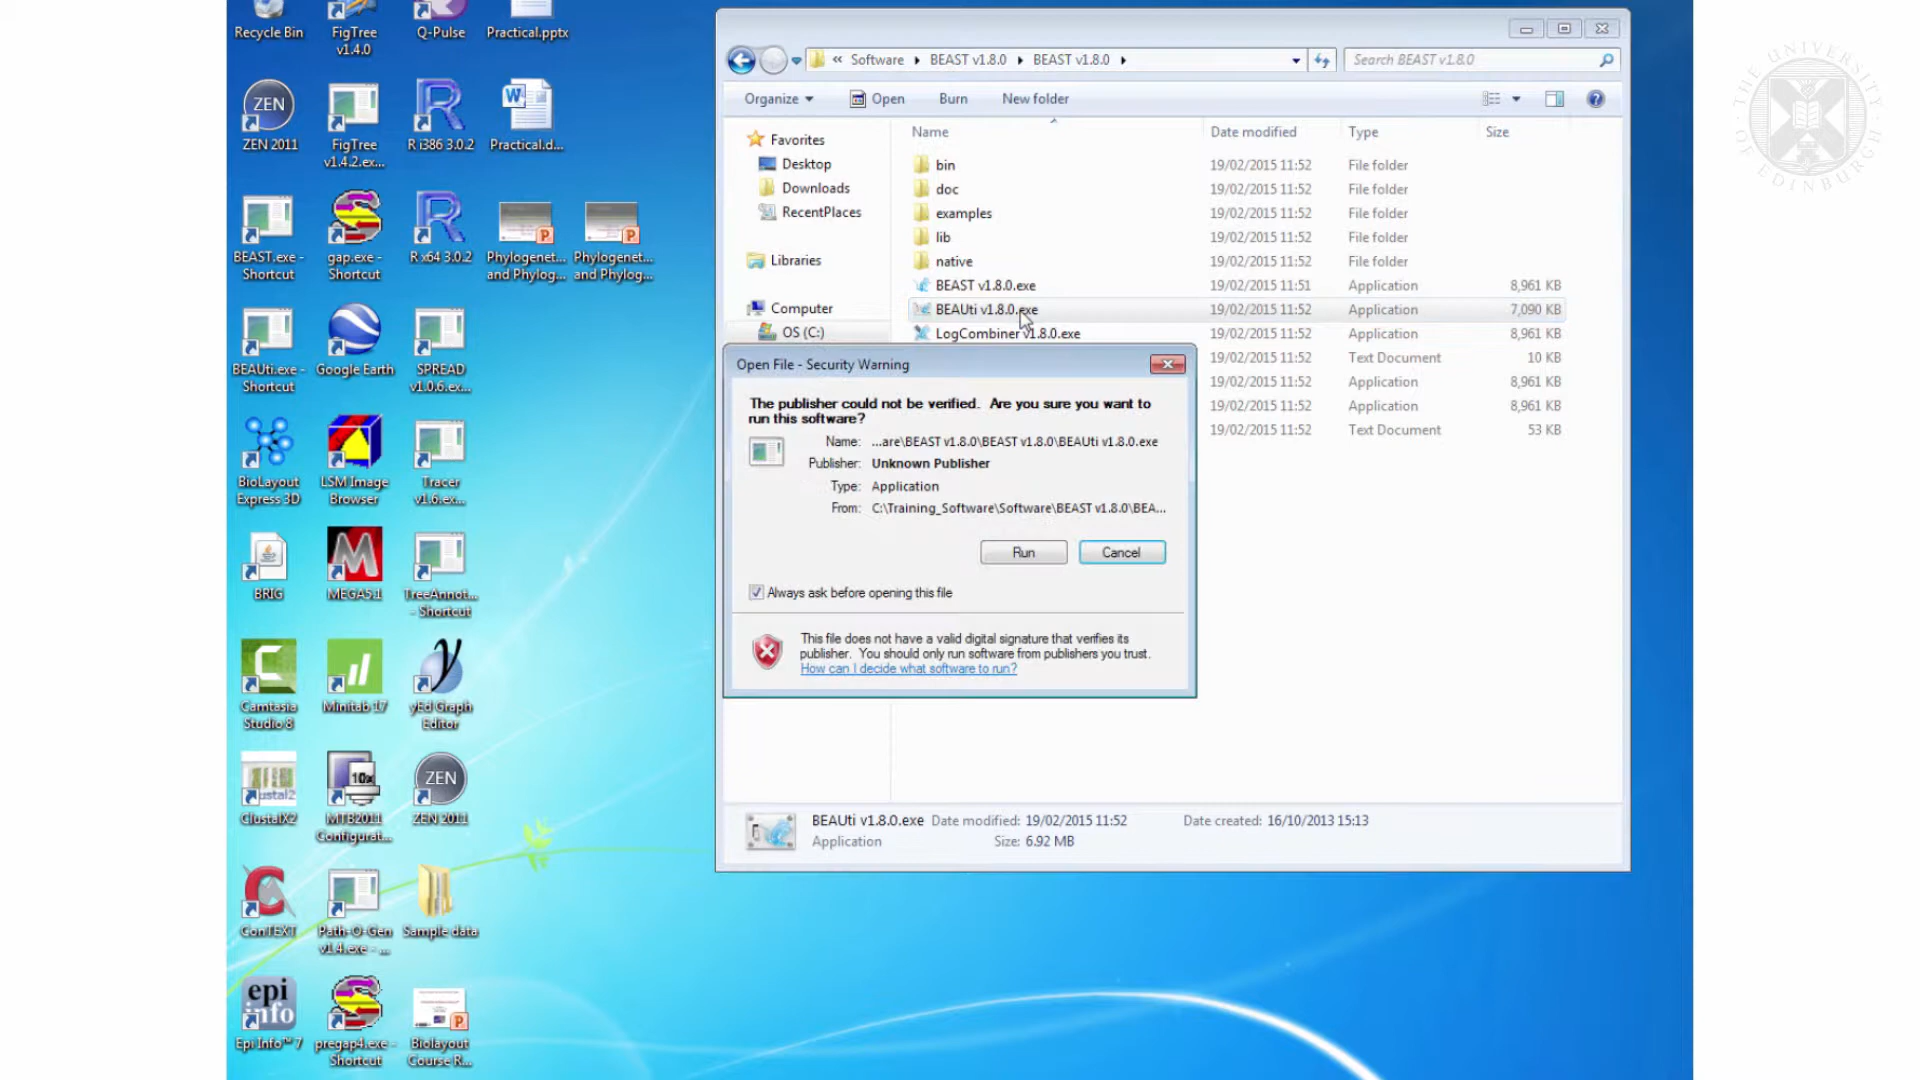 Recycle Bin
FigTree
v1.4.0
Q-Pulse
Practical.pptx
ZEN
ZEN 2011
FigTree
v1.4.2.ex...
R i386 3.0.2
Practical.d...
BEAST.exe -
Shortcut
gap.exe -
Shortcut
R x64 3.0.2
Phylogenet...
and Phylog...
Phylogenet...
and Phylog...
BEAUti.exe -
Shortcut
Google Earth
SPREAD
v1.0.6.ex...
BioLayout
Express 3D
LSM Image
Browser
Tracer
v1.6.ex...
BRIG
MEGA5.1
TreeAnnot...
- Shortcut
Camtasia
Studio 8
Minitab 17
yEd Graph
Editor
ClustalX2
10x
MTB2011
Configurat...
ZEN
ZEN 2011
ConTEXT
Path-O-Gen
v1.4.exe - ...
Sample data
epi
info
Epi Info™ 7
pregap4.exe -
Shortcut
Biolayout
Course R...
« Software BEAST v1.8.0 BEAST v1.8.0
Search BEAST v1.8.0
Organize Open Burn New folder
Favorites
Desktop
Downloads
RecentPlaces
Libraries
Computer
OS (C:)
Name Date modified Type Size
bin 19/02/2015 11:52 File folder
doc 19/02/2015 11:52 File folder
examples 19/02/2015 11:52 File folder
lib 19/02/2015 11:52 File folder
native 19/02/2015 11:52 File folder
BEAST v1.8.0.exe 19/02/2015 11:51 Application 8,961 KB
BEAUti v1.8.0.exe 19/02/2015 11:52 Application 7,090 KB
LogCombiner v1.8.0.exe 19/02/2015 11:52 Application 8,961 KB
19/02/2015 11:52 Text Document 10 KB
19/02/2015 11:52 Application 8,961 KB
19/02/2015 11:52 Application 8,961 KB
19/02/2015 11:52 Text Document 53 KB
Open File - Security Warning
The publisher could not be verified. Are you sure you want to
run this software?
Name: ...are\BEAST v1.8.0\BEAST v1.8.0\BEAUti v1.8.0.exe
Publisher: Unknown Publisher
Type: Application
From: C:\Training_Software\Software\BEAST v1.8.0\BEA...
Run Cancel
Always ask before opening this file
This file does not have a valid digital signature that verifies its
publisher. You should only run software from publishers you trust.
How can I decide what software to run?
BEAUti v1.8.0.exe Date modified: 19/02/2015 11:52 Date created: 16/10/2013 15:13
Application Size: 6.92 MB
THE UNIVERSITY OF EDINBURGH